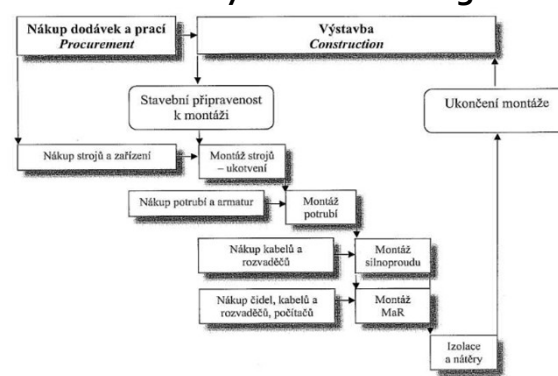 Nákup dodávek a prací
Procurement
Výstavba
Construction
Stavební připravenost
k montáži
Ukončení montáže
Nákup strojů a zařízení
Montáž strojů
– ukotvení
Nákup potrubí a armatur
Montáž
potrubí
Nákup kabelů a
rozvaděčů
Montáž
silnoproudu
Nákup čidel, kabelů a
rozvaděčů, počítačů
Montáž
MaR
Izolace
a nátěry